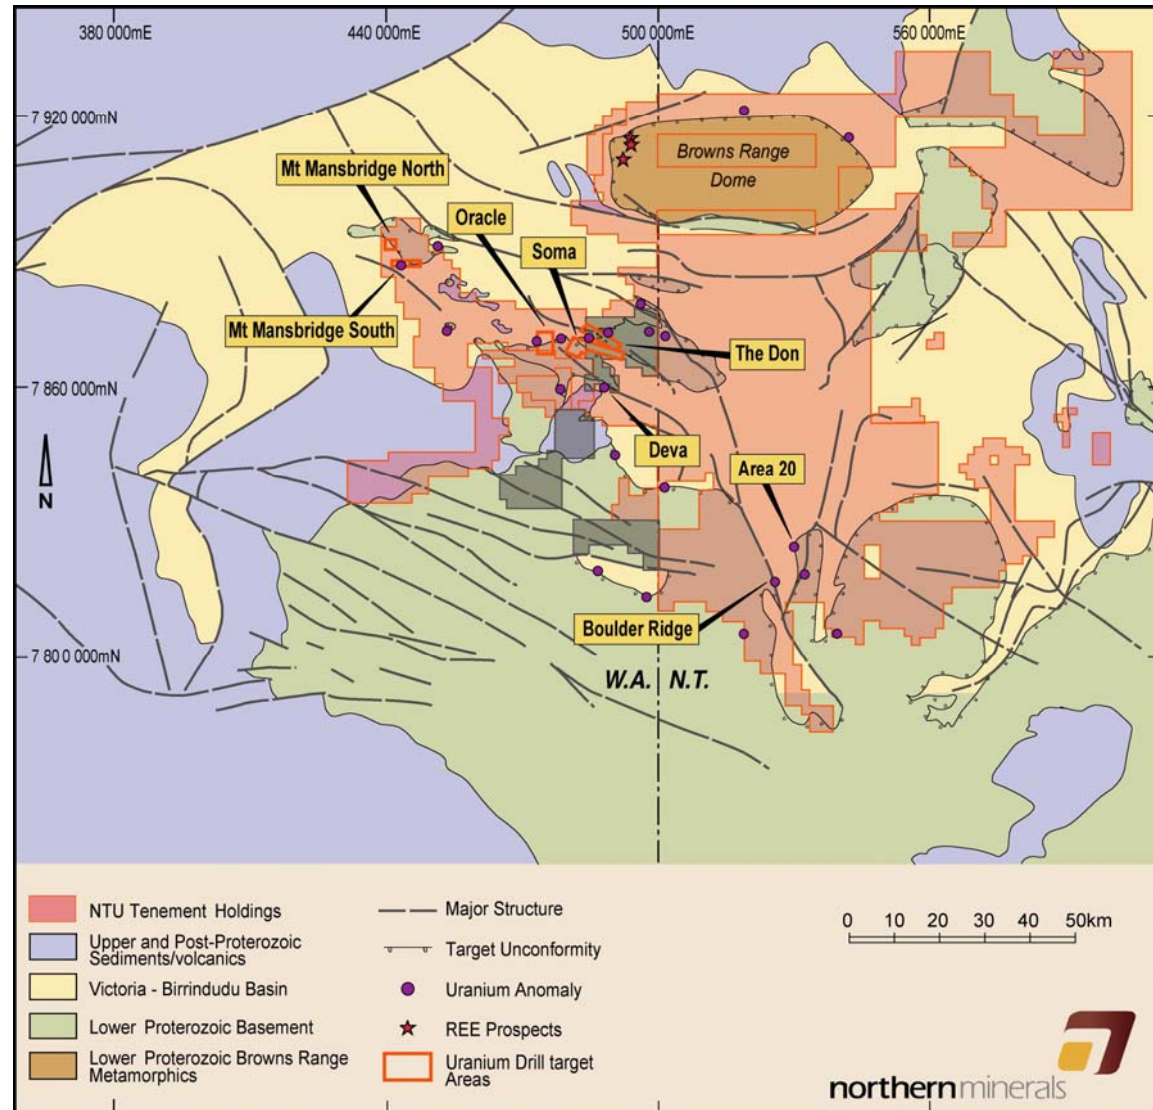 380 000mE
440 000mE
500 000mE
560 000mE
7 920 000mN
Browns Range
Dome
Mt Mansbridge North
Oracle
Soma
Mt Mansbridge South
The Don
7 860 000mN
Deva
Area 20
N
Boulder Ridge
7 800 000mN
W.A.
N.T.
NTU Tenement Holdings
Upper and Post-Proterozoic
Sediments/volcanics
Victoria - Birrindudu Basin
Lower Proterozoic Basement
Lower Proterozoic Browns Range
Metamorphics
Major Structure
Target Unconformity
Uranium Anomaly
REE Prospects
Uranium Drill target
Areas
0 10 20 30 40 50km
northernminerals